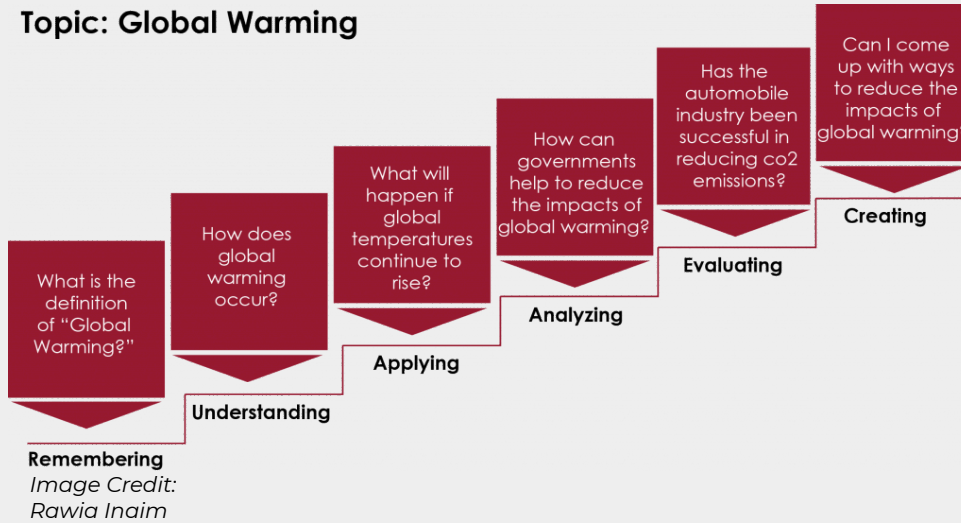 Topic: Global Warming
What is the
definition
of “Global
Warming?”
Remembering
How does
global
warming
occur?
Understanding
What will
happen if
global
temperatures
continue to
rise?
Applying
How can
governments
help to reduce
the impacts of
global warming?
Analyzing
Has the
automobile
industry been
successful in
reducing co2
emissions?
Evaluating
Can I come
up with ways
to reduce the
impacts of
global warming?
Creating
Image Credit:
Rawia Inaim